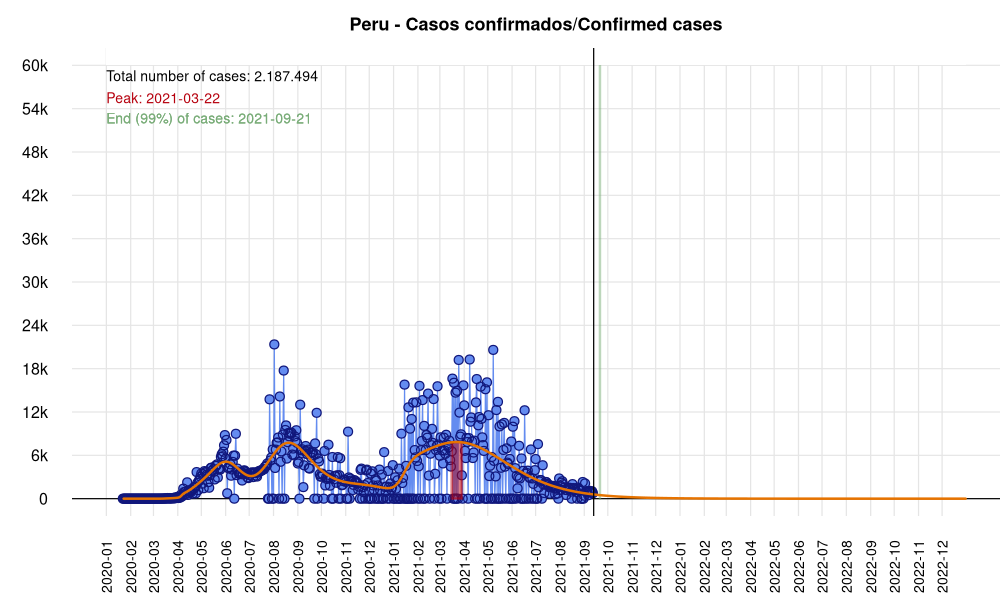 Peru - Casos confirmados/Confirmed cases
60k
Total number of cases: 2.187.494
Peak: 2021-03-22
54k
End (99%) of cases: 2021-09-21
48k
42k
36k
30k
24k
18k
12k
6k
0
2020-01
2020-02
2020-03
2020-04
2020-05
2020-06
2020-07
2020-08
2020-09
2020-10
2020-11
2020-12
2021-01
2021-02
2021-03
2021-04
2021-05
2021-06
2021-07
2021-08
2021-09
2021-10
2021-11
2021-12
2022-01
2022-02
2022-03
2022-04
2022-05
2022-06
2022-07
2022-08
2022-09
2022-10
2022-11
2022-12